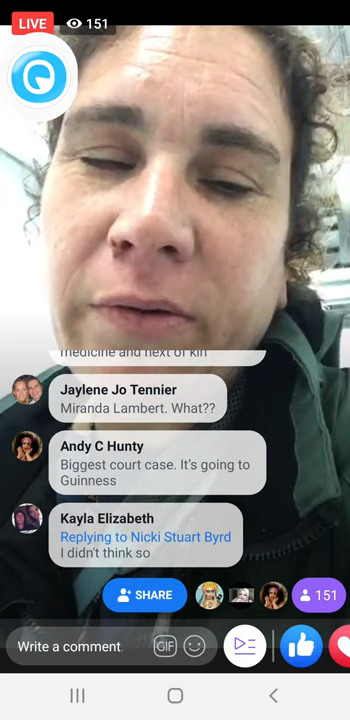 LIVE 151
medicine and next of kin
Jaylene Jo Tennier
Miranda Lambert. What??
Andy C Hunty
Biggest court case. It's going to
Guinness
Kayla Elizabeth
Replying to Nicki Stuart Byrd
I didn't think so
SHARE 151
Write a comment GIF